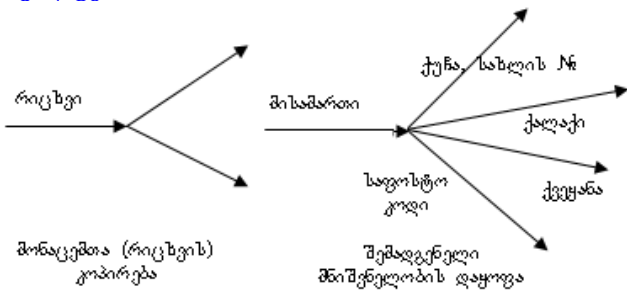 რიცხვი
მონაცემთა (რიცხვის)
კოპირება
მისამართი
ქუჩა, სახლის №
ქალაქი
ქვეყანა
საფოსტო
კოდი
შემადგენელი
მნიშვნელობის დაყოფა